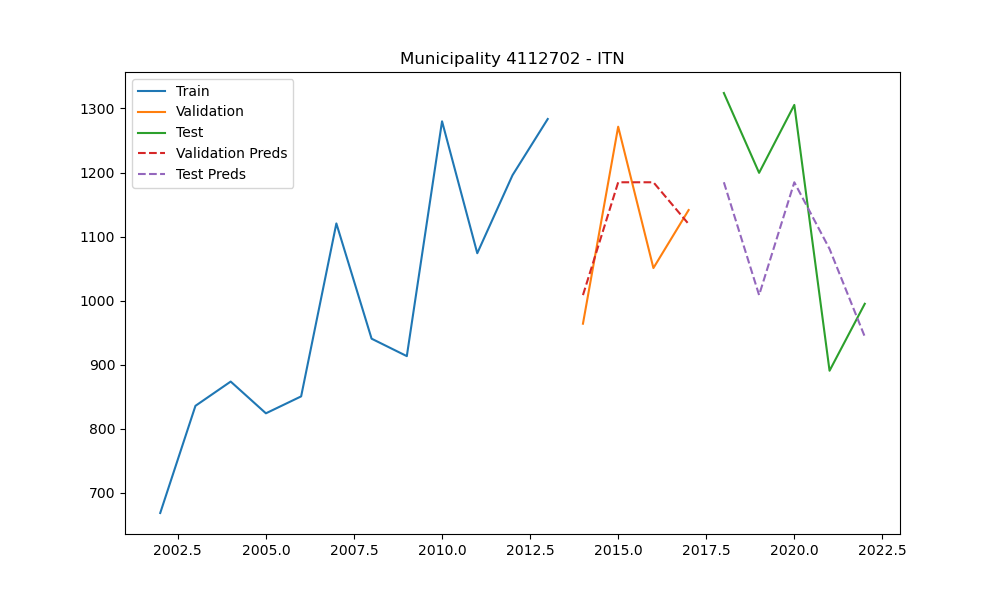 Municipality 4112702 - ITN
Train
Validation
Test
Validation Preds
Test Preds
1300
1200
1100
1000
900
800
700
2002.5 2005.0 2007.5 2010.0 2012.5 2015.0 2017.5 2020.0 2022.5